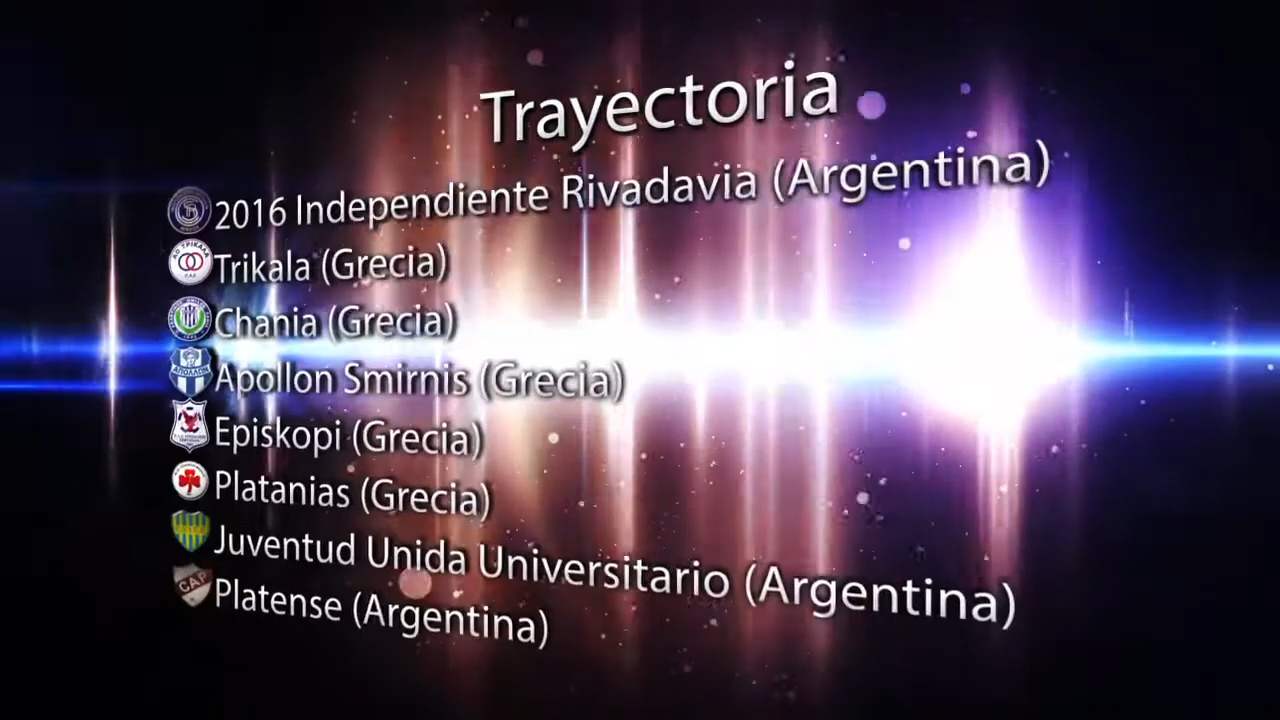 Trayectoria
2016 Independiente Rivadavia (Argentina)
Trikala (Grecia)
Chania (Grecia)
Apollon Smirnis (Grecia)
Episkopi (Grecia)
Platanias (Grecia)
Juventud Unida Universitario (Argentina)
CAP
Platense (Argentina)